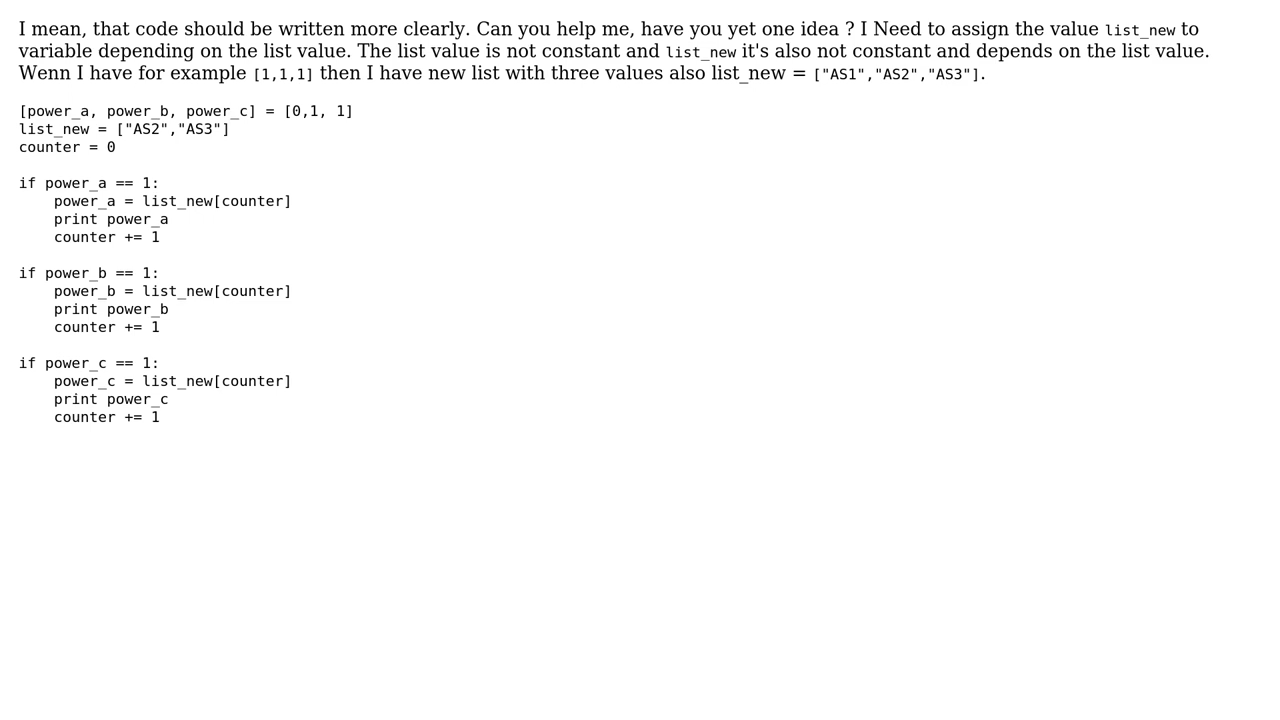 I mean, that code should be written more clearly. Can you help me, have you yet one idea ? I Need to assign the value list_new to
variable depending on the list value. The list value is not constant and list_new it's also not constant and depends on the list value.
Wenn I have for example [1,1,1] then I have new list with three values also list_new = ["AS1","AS2","AS3"].
[power_a, power_b, power_c] = [0,1, 1]
list_new = ["AS2","AS3"]
counter = 0
if power_a == 1:
    power_a = list_new[counter]
    print power_a
    counter += 1
if power_b == 1:
    power_b = list_new[counter]
    print power_b
    counter += 1
if power_c == 1:
    power_c = list_new[counter]
    print power_c
    counter += 1